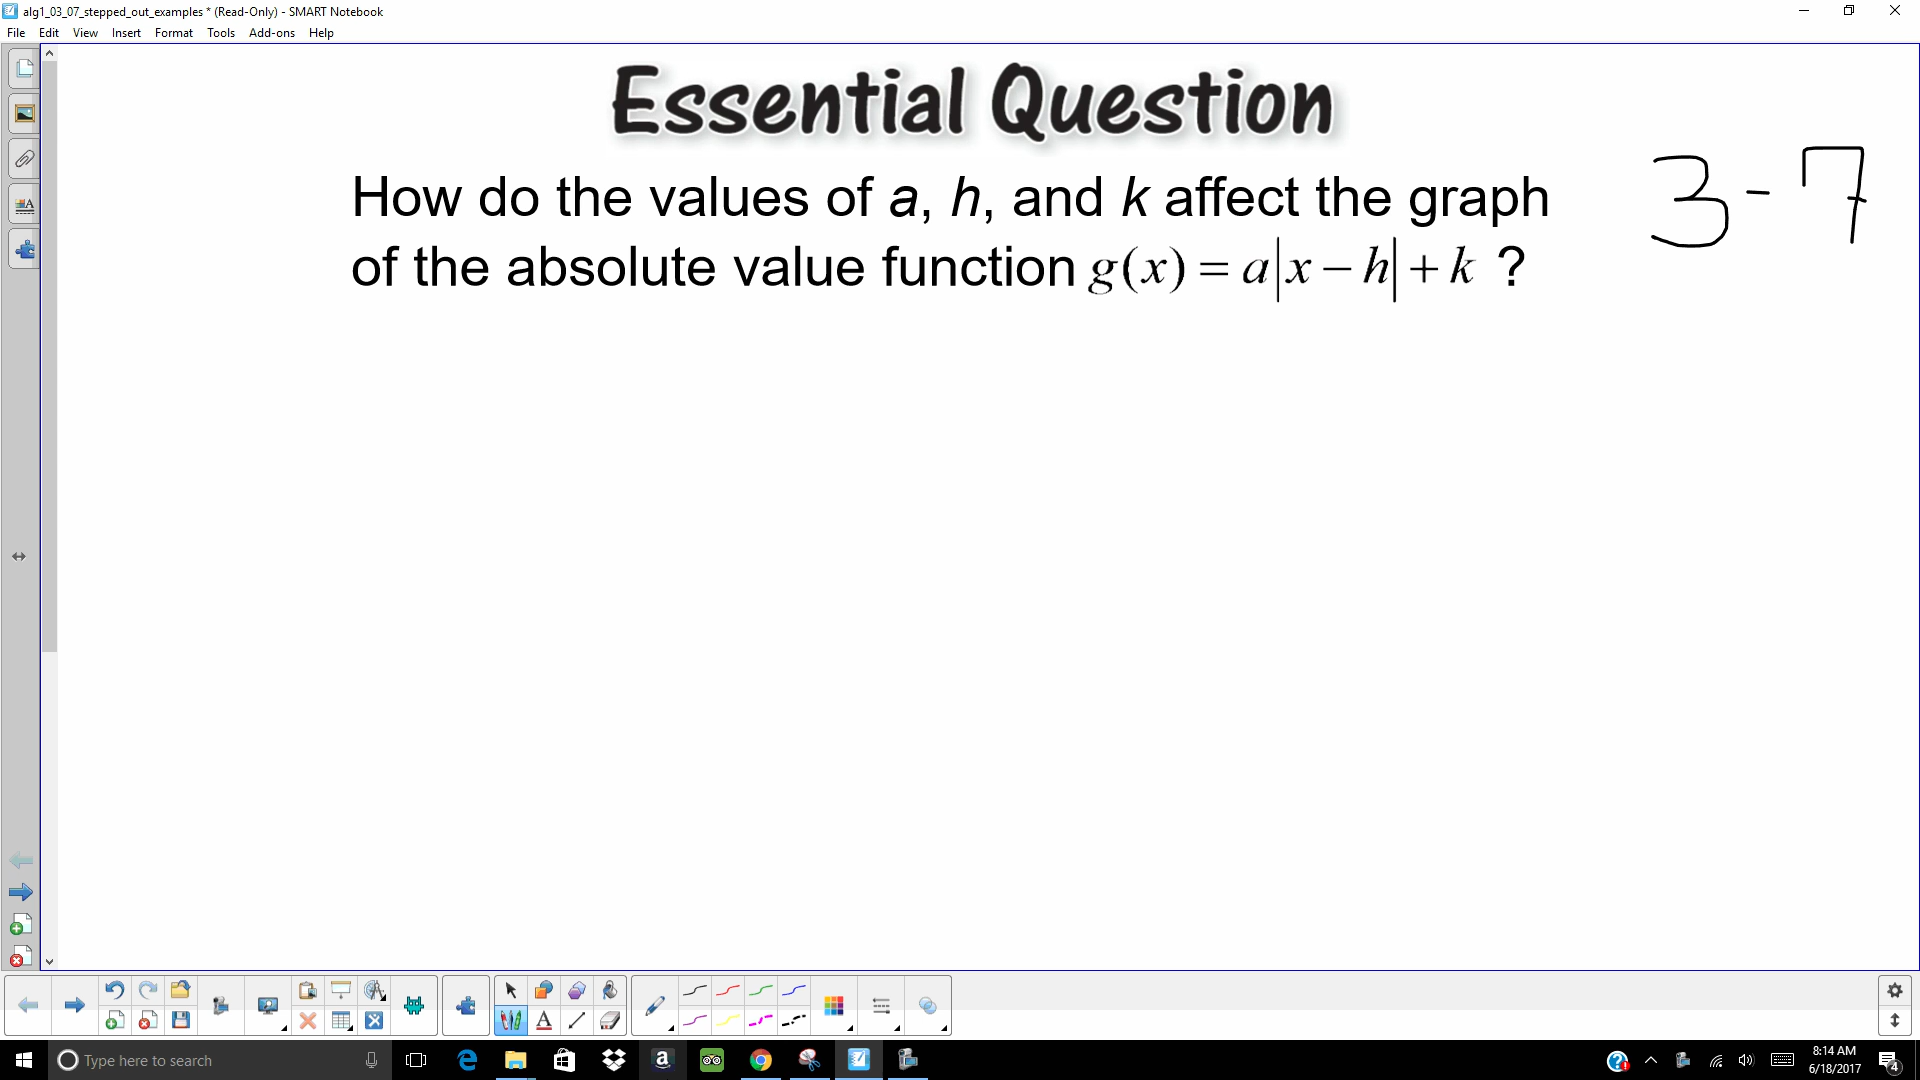 alg1_03_07_stepped_out_examples * (Read-Only) - SMART Notebook
File Edit View Insert Format Tools Add-ons Help
Essential Question
How do the values of a, h, and k affect the graph
of the absolute value function g(x) = a|x − h| + k ?
3-7
Type here to search
8:14 AM
6/18/2017
4